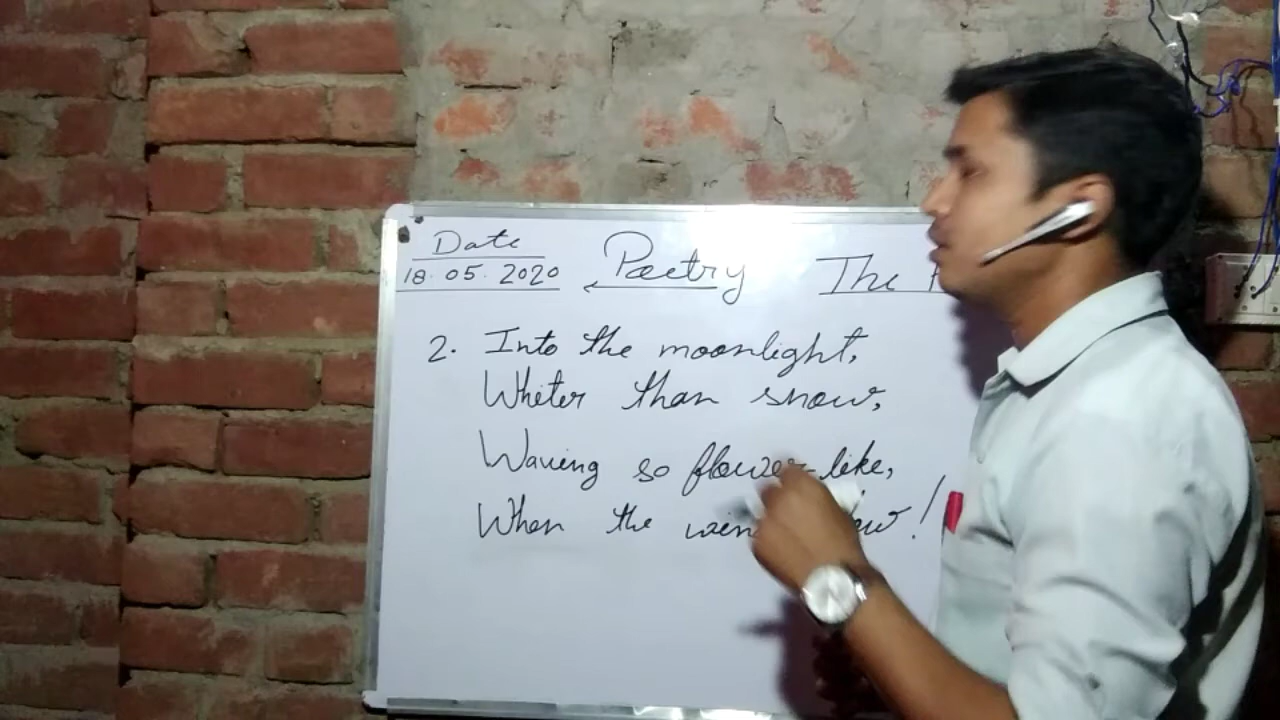 Date
18.05.2020
Poetry The
2. Into the moonlight,
Whiter than snow,
Waving so flower-like,
When the